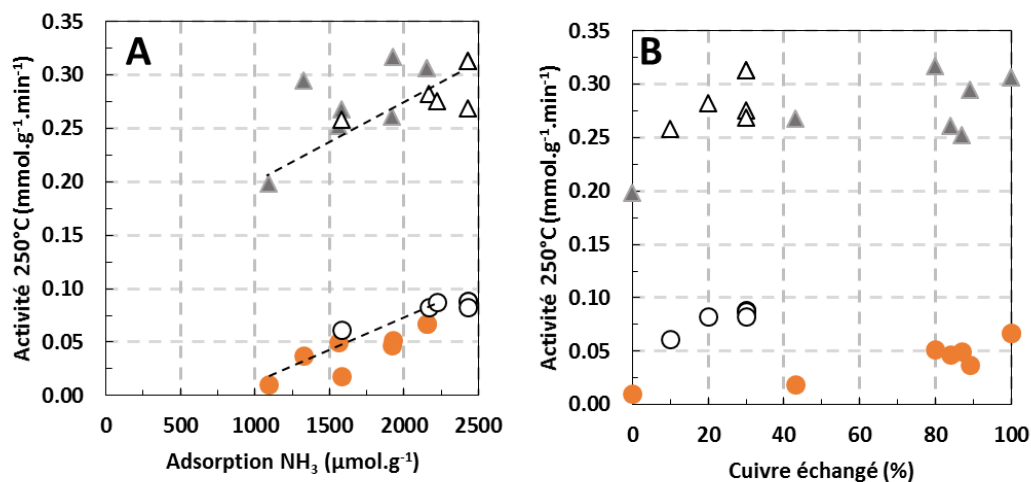 A
Activité 250°C (mmol.g⁻¹.min⁻¹)
0.35
0.30
0.25
0.20
0.15
0.10
0.05
0.00
0 500 1000 1500 2000 2500
Adsorption NH₃ (µmol.g⁻¹)
B
Activité 250°C (mmol.g⁻¹.min⁻¹)
0.35
0.30
0.25
0.20
0.15
0.10
0.05
0.00
0 20 40 60 80 100
Cuivre échangé (%)